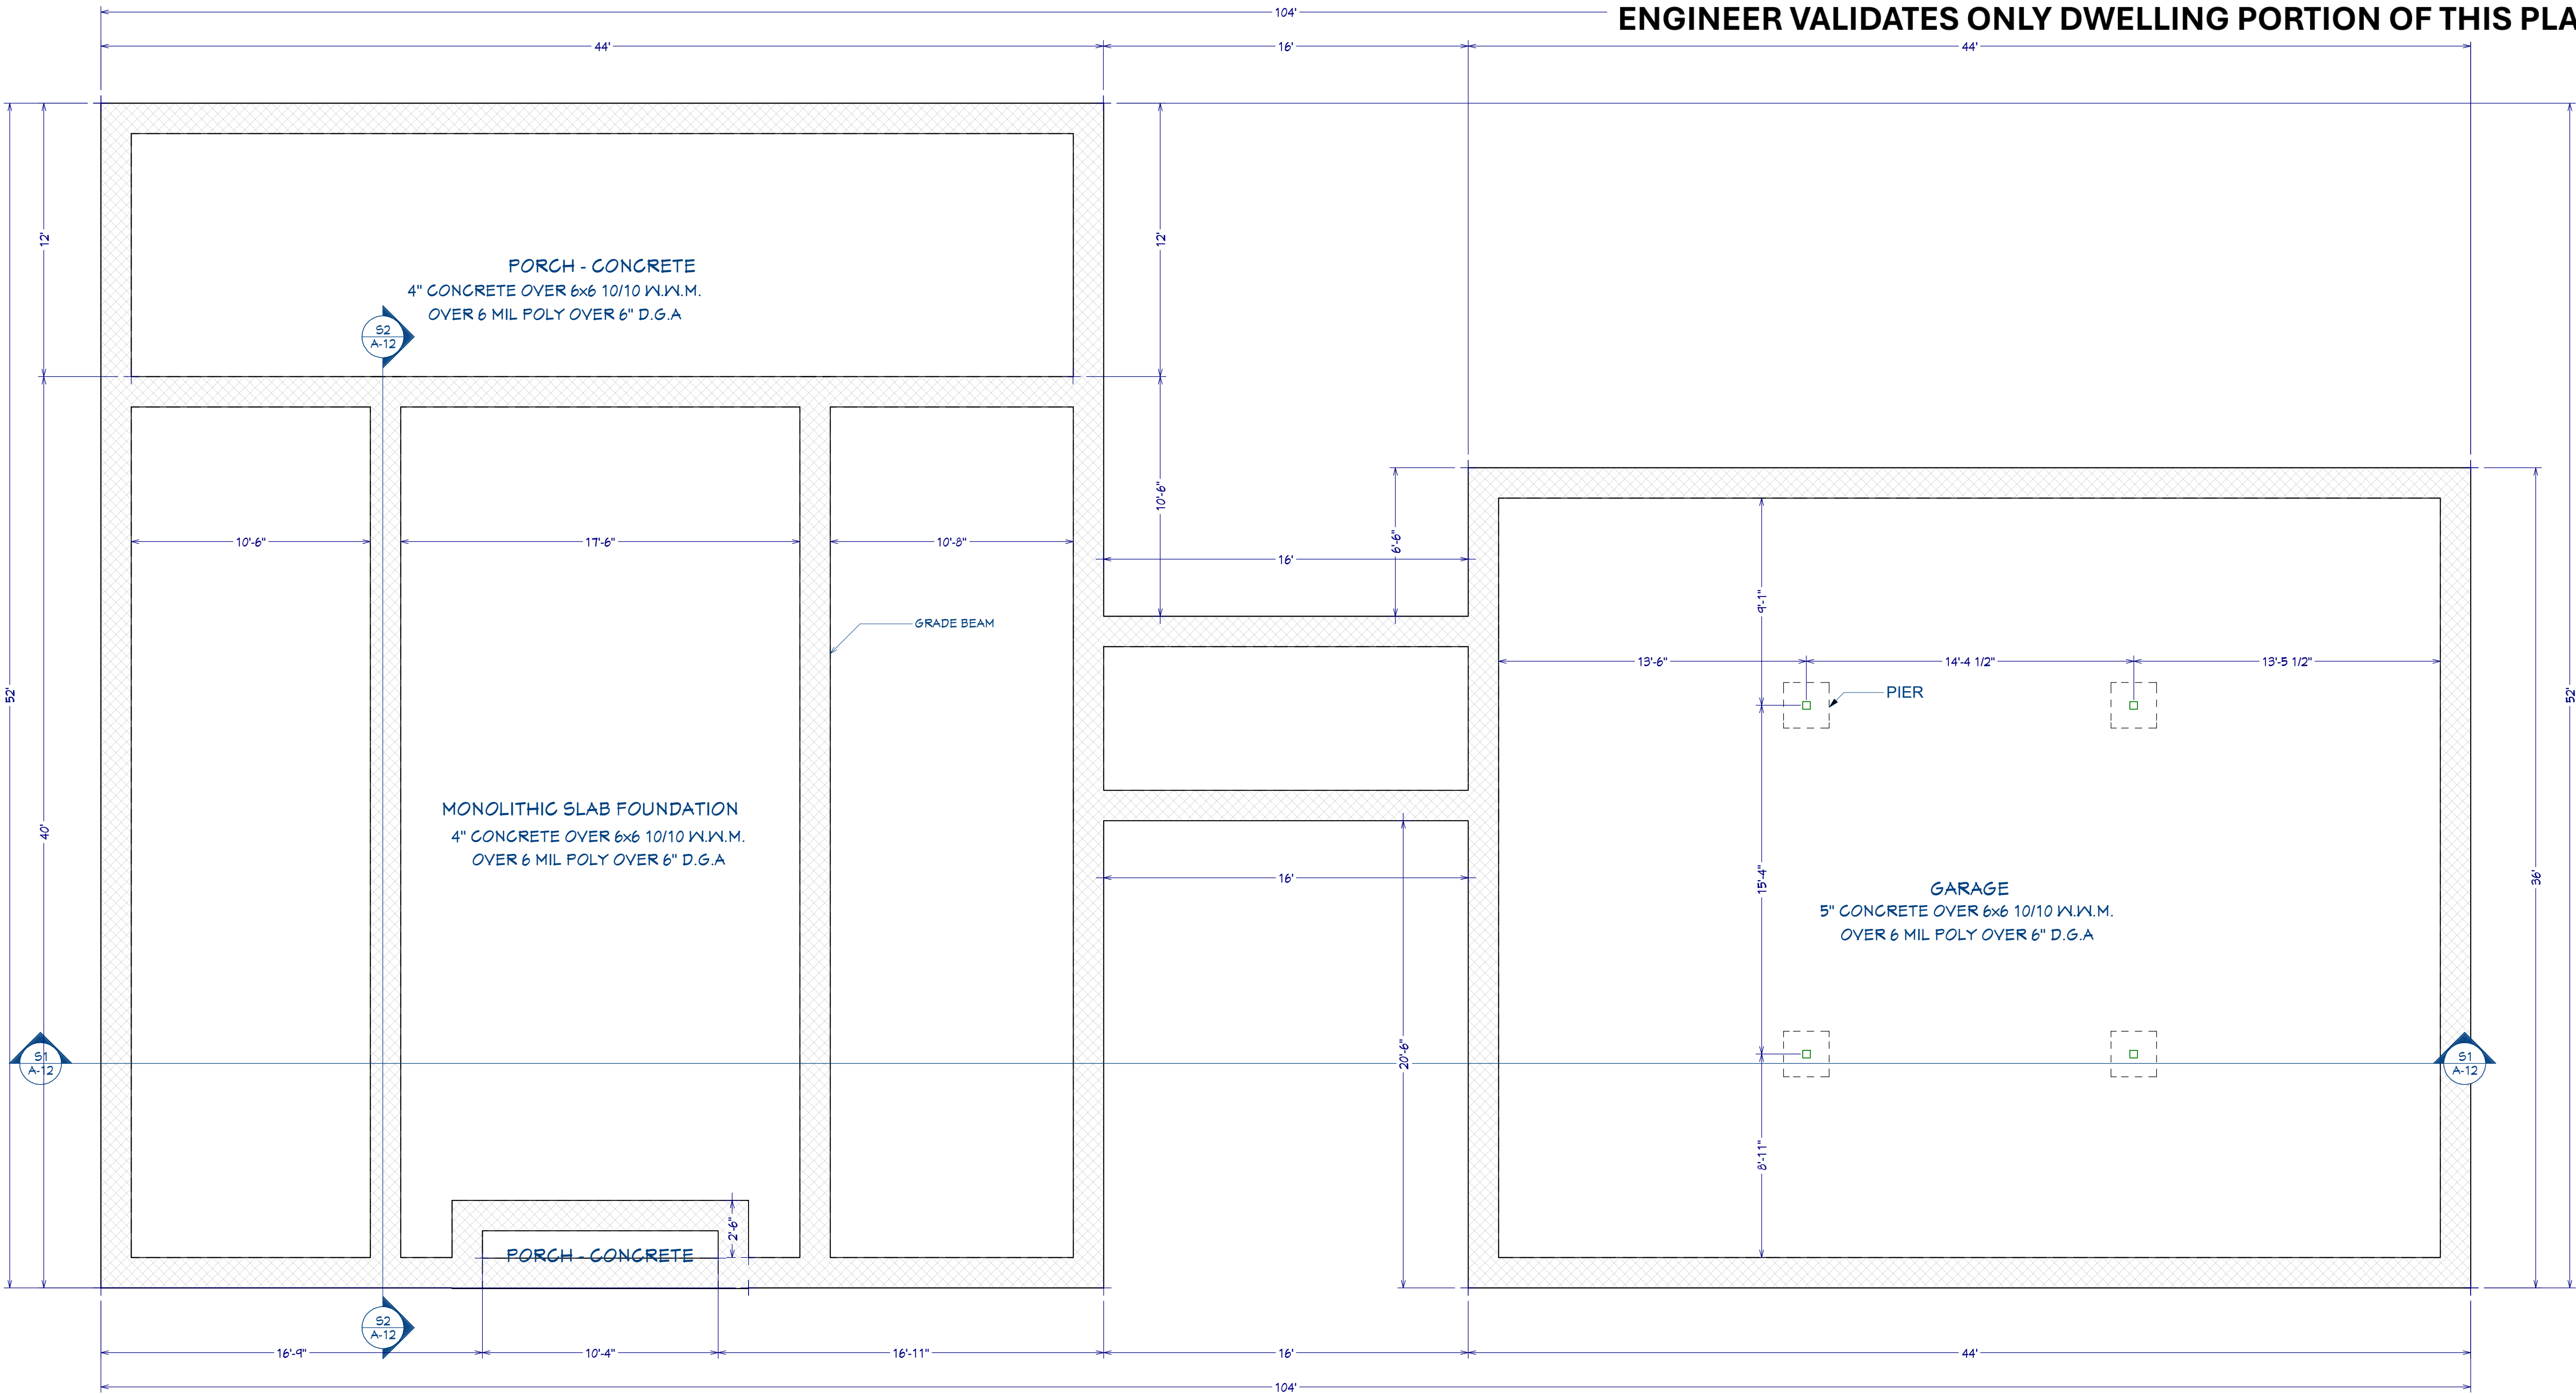 104'
ENGINEER VALIDATES ONLY DWELLING PORTION OF THIS PLA
44'
16'
44'
12'
12'
PORCH - CONCRETE
4" CONCRETE OVER 6x6 10/10 W.W.M.
OVER 6 MIL POLY OVER 6" D.G.A
S2
A-12
10'-6"
6'-6"
10'-6"
17'-6"
10'-8"
16'
9'-1"
GRADE BEAM
13'-6"
14'-4 1/2"
13'-5 1/2"
52'
52'
PIER
MONOLITHIC SLAB FOUNDATION
4" CONCRETE OVER 6x6 10/10 W.W.M.
OVER 6 MIL POLY OVER 6" D.G.A
40'
16'
15'-4"
36'
GARAGE
5" CONCRETE OVER 6x6 10/10 W.W.M.
OVER 6 MIL POLY OVER 6" D.G.A
S1
A-12
20'-6"
S1
A-12
8'-11"
2'-6"
PORCH - CONCRETE
S2
A-12
16'-9"
10'-4"
16'-11"
16'
44'
104'